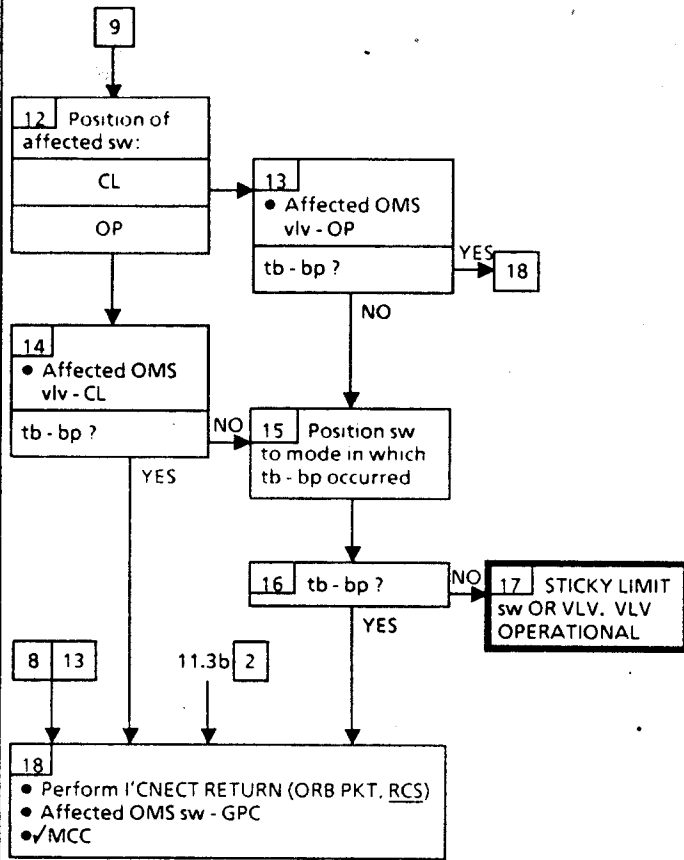 9
12 Position of
affected sw:
CL
OP
13
• Affected OMS
vlv - OP
tb - bp ?
YES
18
NO
14
• Affected OMS
vlv - CL
tb - bp ?
NO
YES
15 Position sw
to mode in which
tb - bp occurred
16 tb - bp ?
NO
YES
17 STICKY LIMIT
sw OR VLV. VLV
OPERATIONAL
8 13
11.3b 2
18
• Perform I'CNECT RETURN (ORB PKT, RCS)
• Affected OMS sw - GPC
•✓MCC